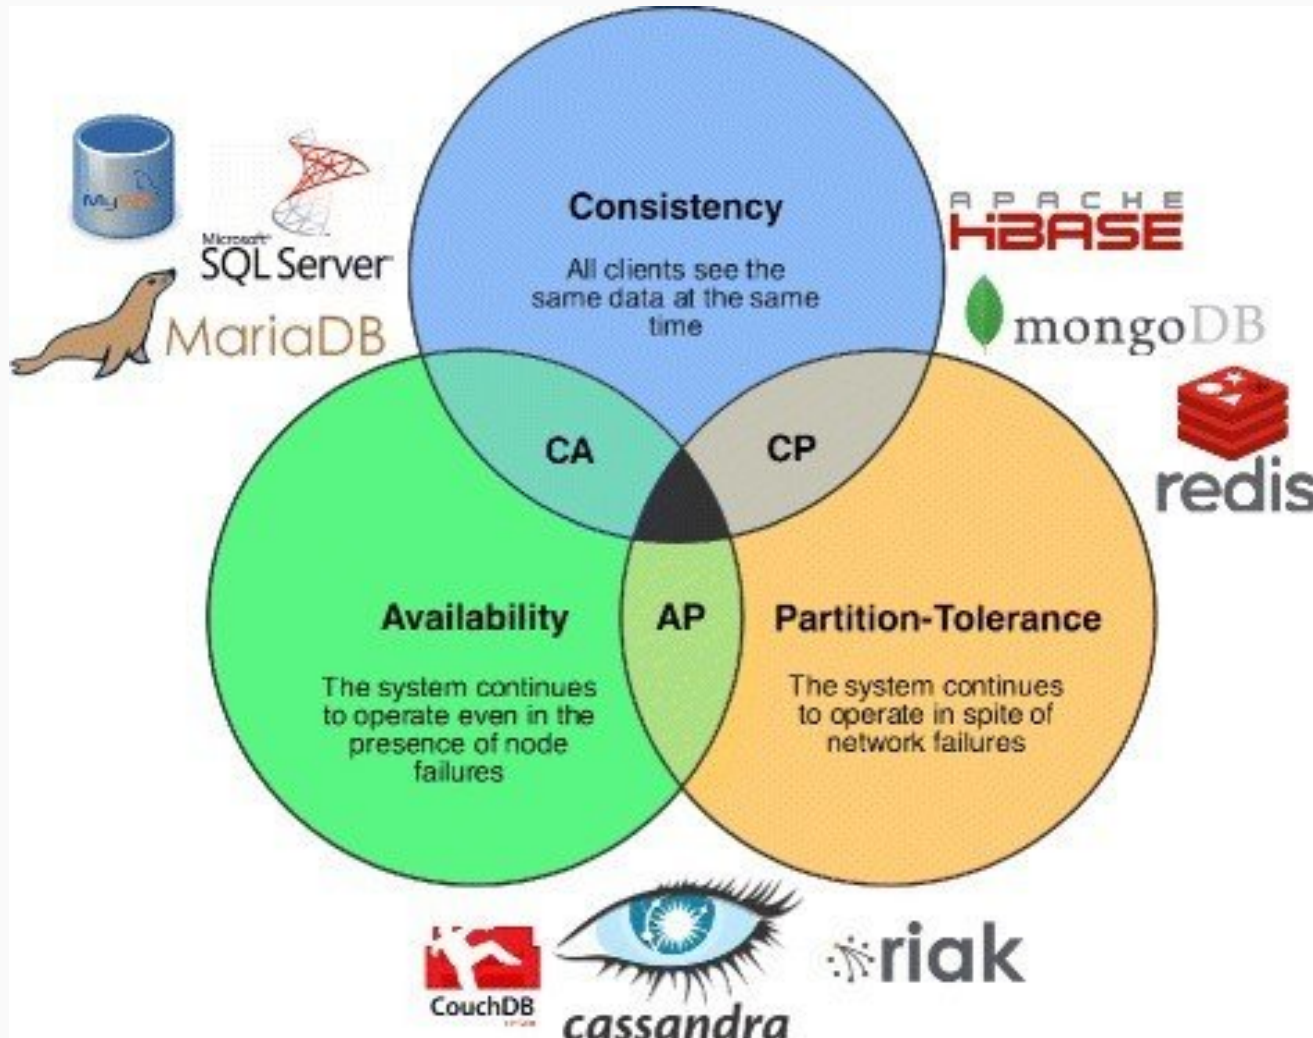 MySQL
Microsoft®
SQL Server
MariaDB
Consistency
All clients see the
same data at the same
time
APACHE
HBASE
mongoDB
redis
CA
CP
Availability
The system continues
to operate even in the
presence of node
failures
AP
Partition-Tolerance
The system continues
to operate in spite of
network failures
CouchDB
cassandra
riak